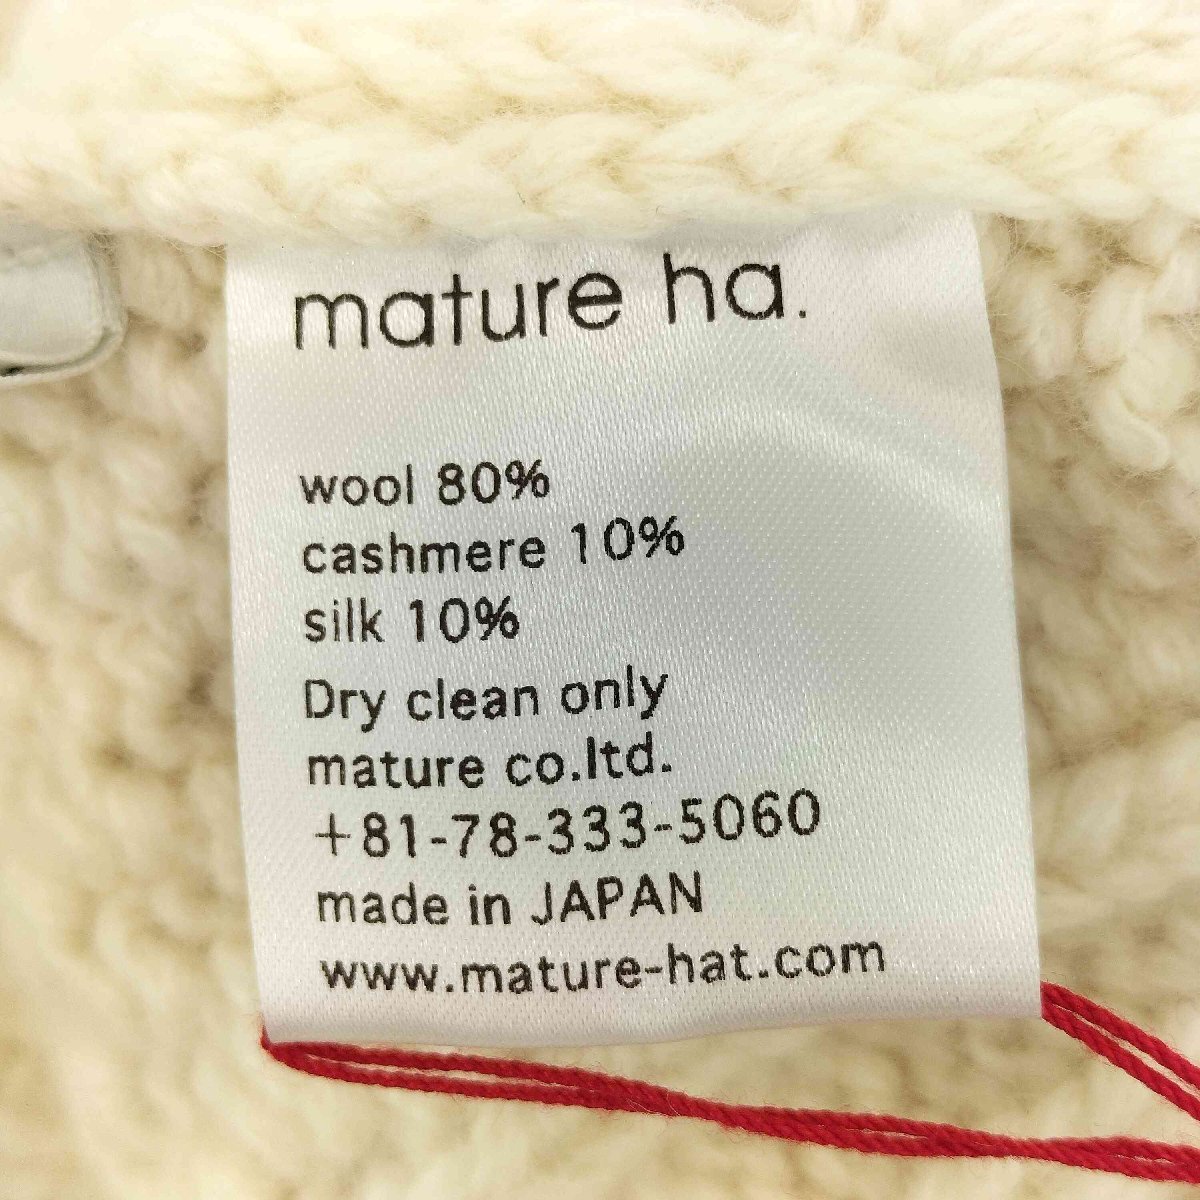 mature ha.
wool 80%
cashmere 10%
silk 10%
Dry clean only
mature co.ltd.
+81-78-333-5060
made in JAPAN
www.mature-hat.com